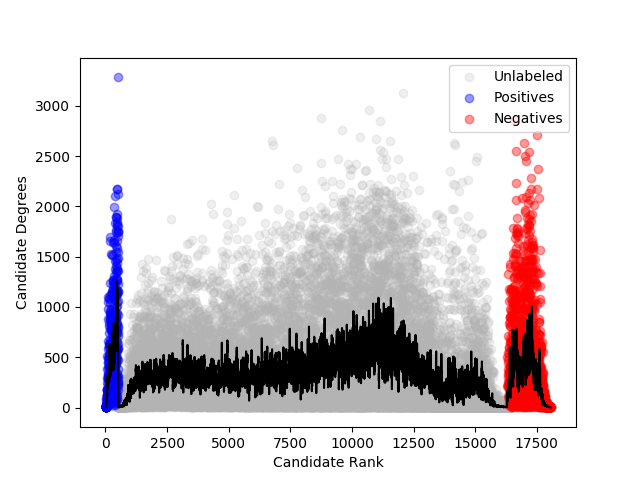 Unlabeled
Positives
Negatives
3000
2500
2000
1500
1000
500
0
Candidate Degrees
0 2500 5000 7500 10000 12500 15000 17500
Candidate Rank